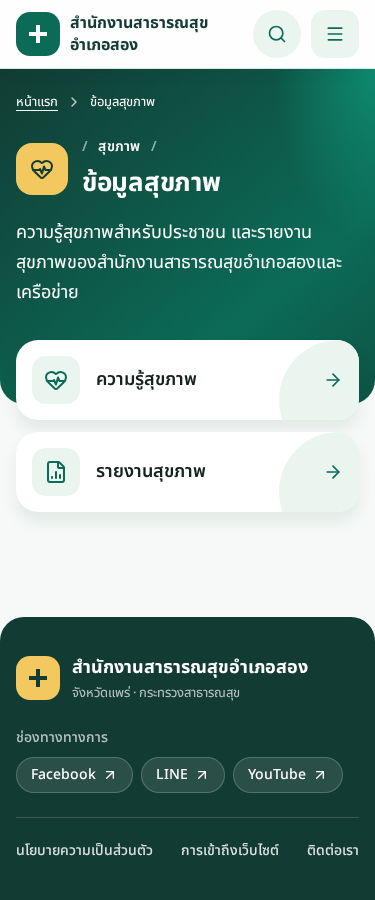 สำนักงานสาธารณสุข
อำเภอสอง
หน้าแรก
ข้อมูลสุขภาพ
/ สุขภาพ /
ข้อมูลสุขภาพ
ความรู้สุขภาพสำหรับประชาชน และรายงาน
สุขภาพของสำนักงานสาธารณสุขอำเภอสองและ
เครือข่าย
ความรู้สุขภาพ
รายงานสุขภาพ
สำนักงานสาธารณสุขอำเภอสอง
จังหวัดแพร่ · กระทรวงสาธารณสุข
ช่องทางทางการ
Facebook LINE YouTube
นโยบายความเป็นส่วนตัว การเข้าถึงเว็บไซต์ ติดต่อเรา